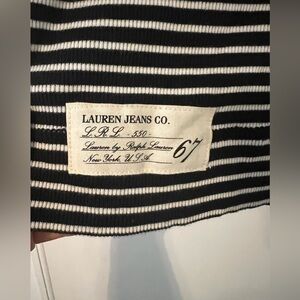 LAUREN JEANS CO.
L. R. L. - 550 -
Lauren by Ralph Lauren
New York, U.S.A.
67